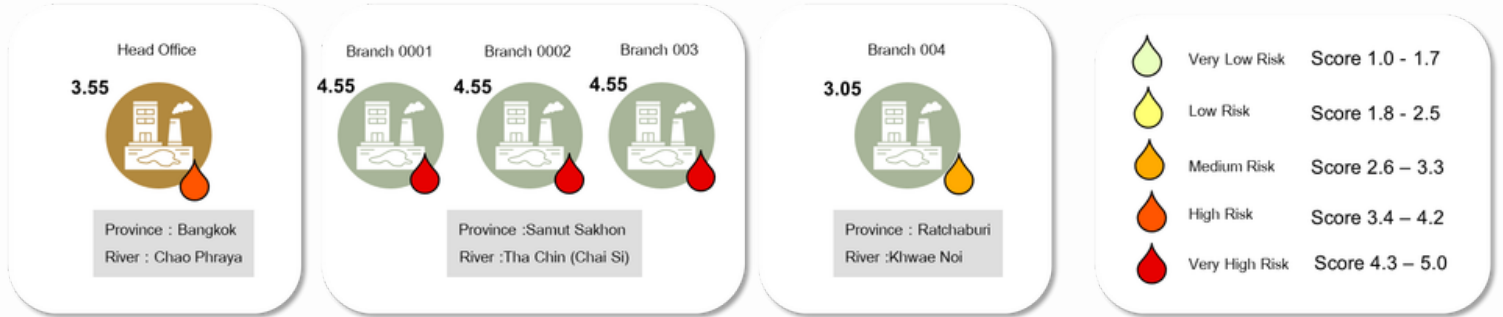 Head Office
3.55
Province : Bangkok
River : Chao Phraya
Branch 0001
Branch 0002
Branch 003
4.55
4.55
4.55
Province :Samut Sakhon
River :Tha Chin (Chai Si)
Branch 004
3.05
Province : Ratchaburi
River :Khwae Noi
Very Low Risk Score 1.0 - 1.7
Low Risk Score 1.8 - 2.5
Medium Risk Score 2.6 – 3.3
High Risk Score 3.4 – 4.2
Very High Risk Score 4.3 – 5.0